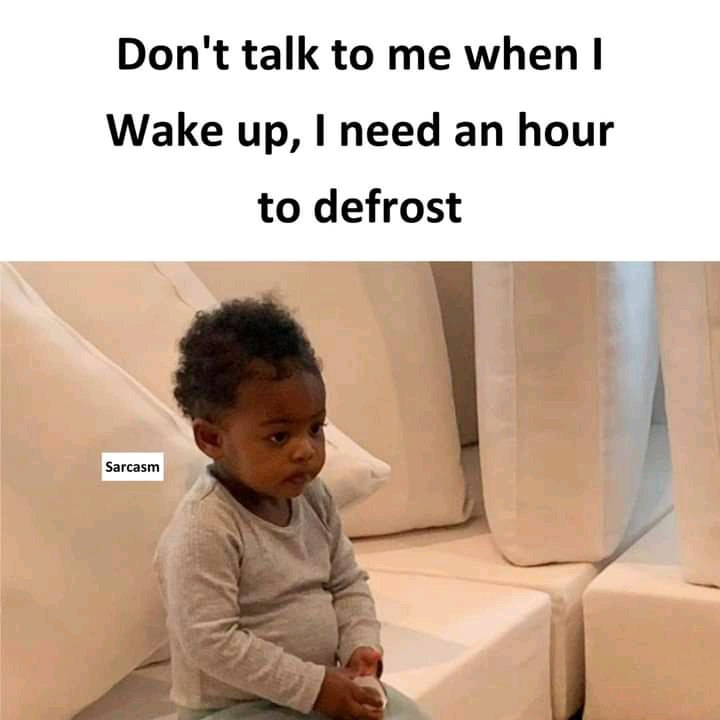 Don't talk to me when I
Wake up, I need an hour
to defrost
Sarcasm